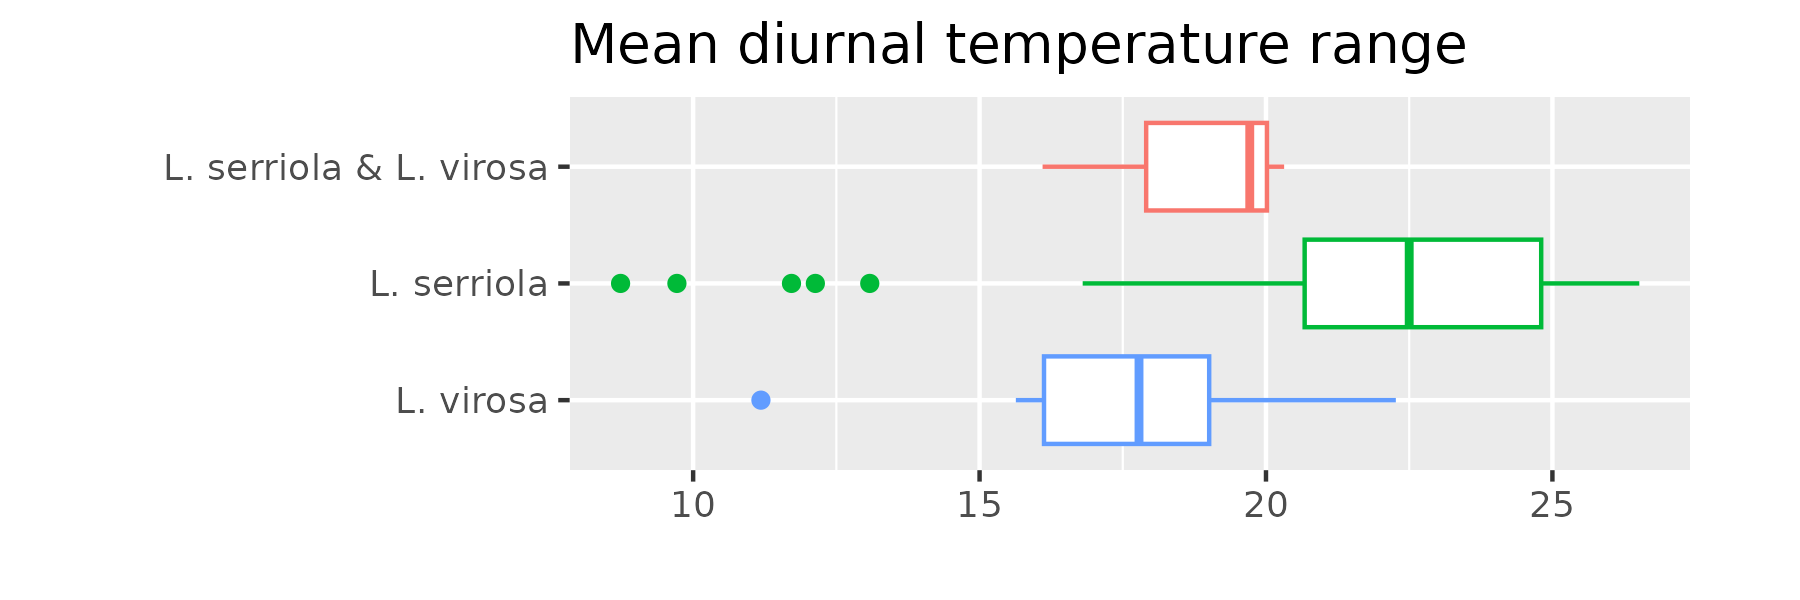 Mean diurnal temperature range
L. serriola & L. virosa
L. serriola
L. virosa
10 15 20 25